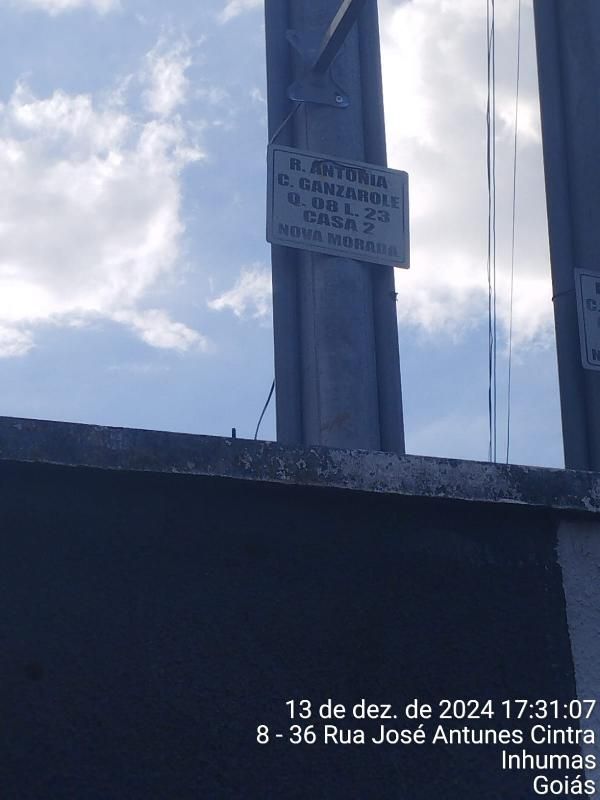 R. ANTONIA
C. GANZAROLE
Q. 08 L. 23
CASA 2
NOVA MORADA
13 de dez. de 2024 17:31:07
8 - 36 Rua José Antunes Cintra
Inhumas
Goiás